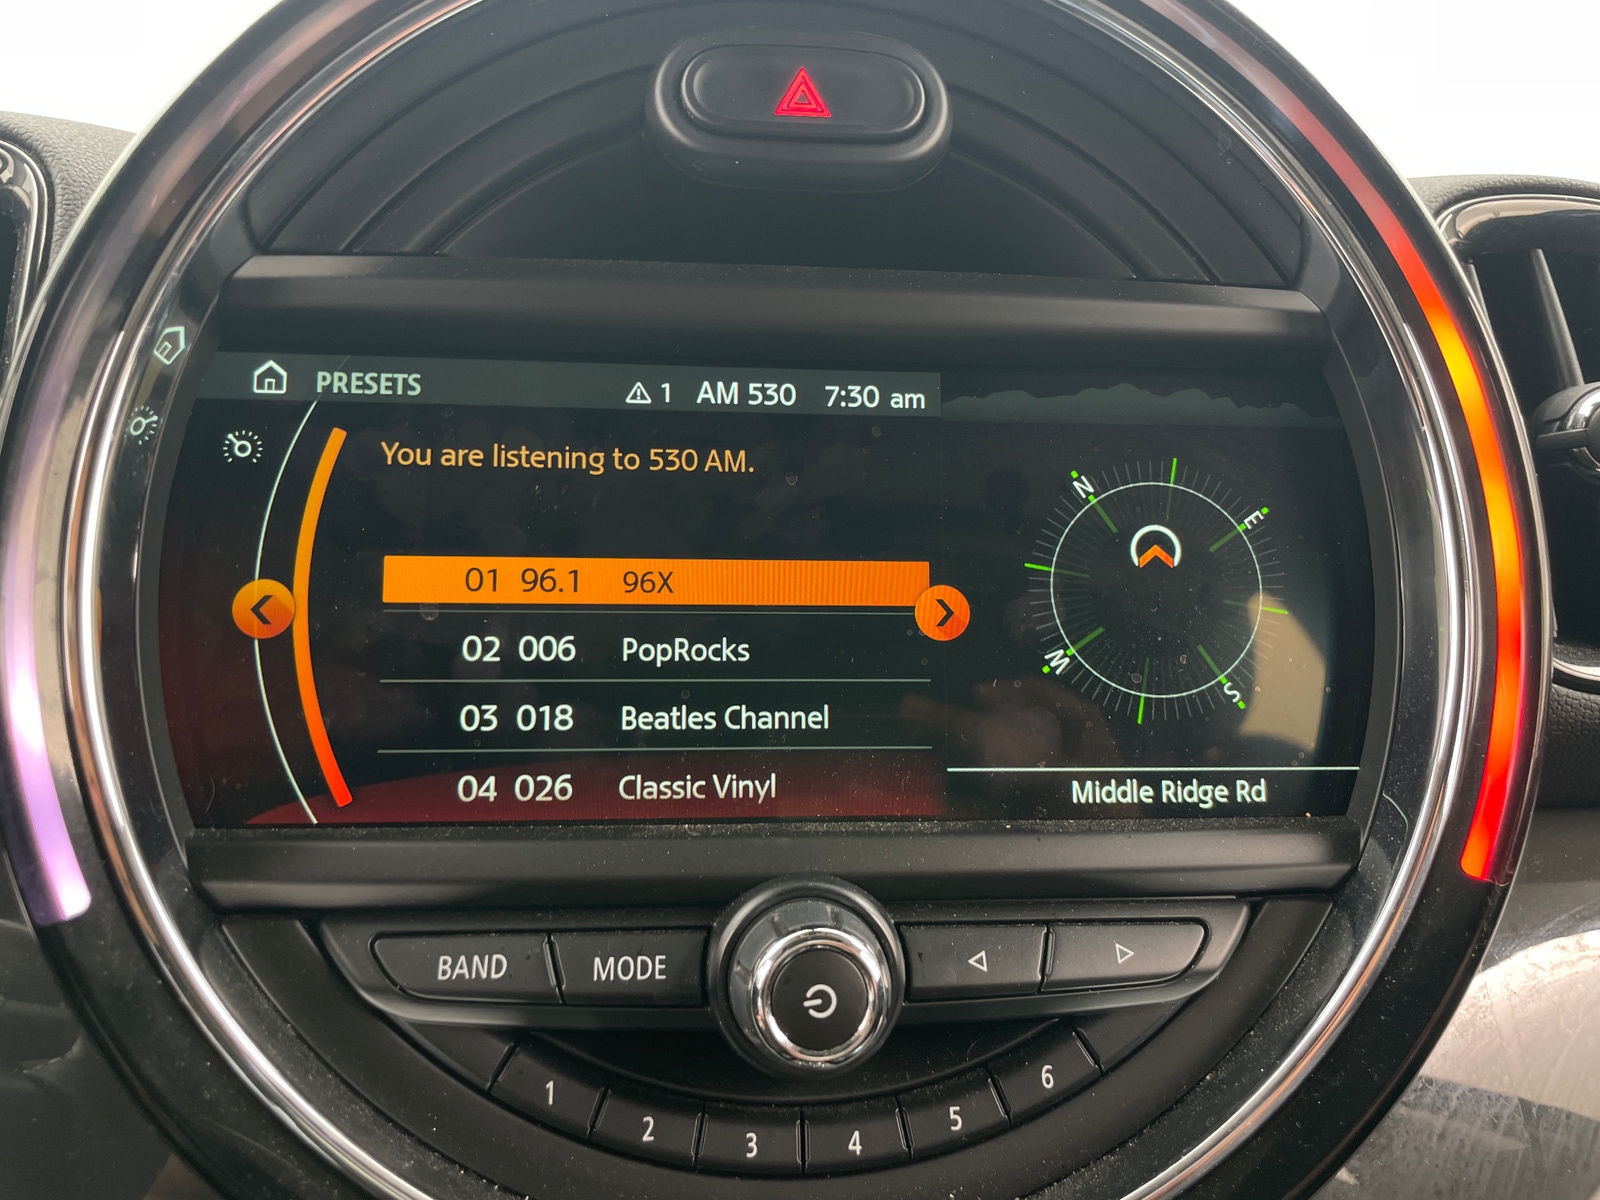 PRESETS 1 AM 530 7:30 am
You are listening to 530 AM.
01 96.1 96X
02 006 PopRocks
03 018 Beatles Channel
04 026 Classic Vinyl
N
E
W
S
Middle Ridge Rd
BAND MODE
1 2 3 4 5 6